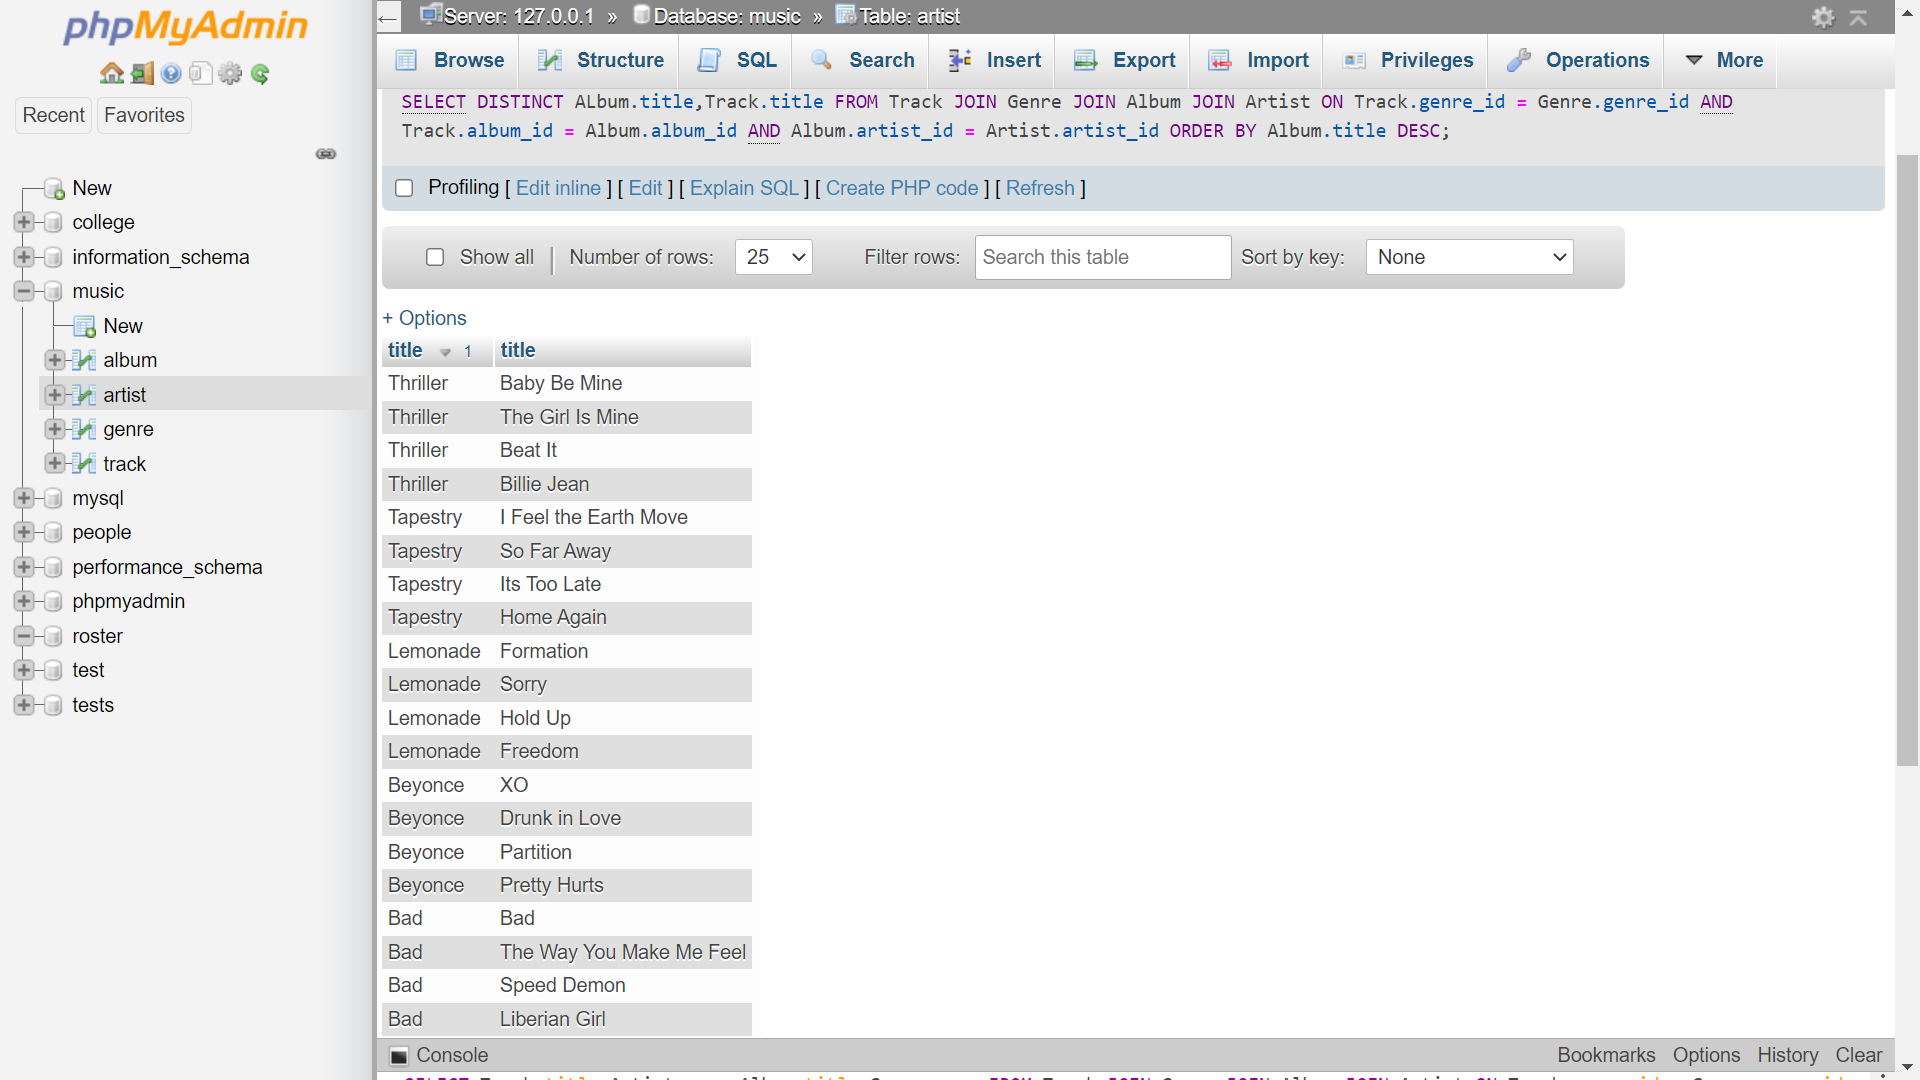 phpMyAdmin
Recent Favorites
New
college
information_schema
music
New
album
artist
genre
track
mysql
people
performance_schema
phpmyadmin
roster
test
tests
Server: 127.0.0.1 » Database: music » Table: artist
Browse Structure SQL Search Insert Export Import Privileges Operations More
SELECT DISTINCT ALbum.title,Track.title FROM Track JOIN Genre JOIN Album JOIN Artist ON Track.genre_id = Genre.genre_id AND
Track.album_id = Album.album_id AND Album.artist_id = Artist.artist_id ORDER BY Album.title DESC;
Profiling [ Edit inline ] [ Edit ] [ Explain SQL ] [ Create PHP code ] [ Refresh ]
Show all Number of rows: 25 Filter rows: Search this table Sort by key: None
+ Options
title 1 title
Thriller Baby Be Mine
Thriller The Girl Is Mine
Thriller Beat It
Thriller Billie Jean
Tapestry I Feel the Earth Move
Tapestry So Far Away
Tapestry Its Too Late
Tapestry Home Again
Lemonade Formation
Lemonade Sorry
Lemonade Hold Up
Lemonade Freedom
Beyonce XO
Beyonce Drunk in Love
Beyonce Partition
Beyonce Pretty Hurts
Bad Bad
Bad The Way You Make Me Feel
Bad Speed Demon
Bad Liberian Girl
Console Bookmarks Options History Clear